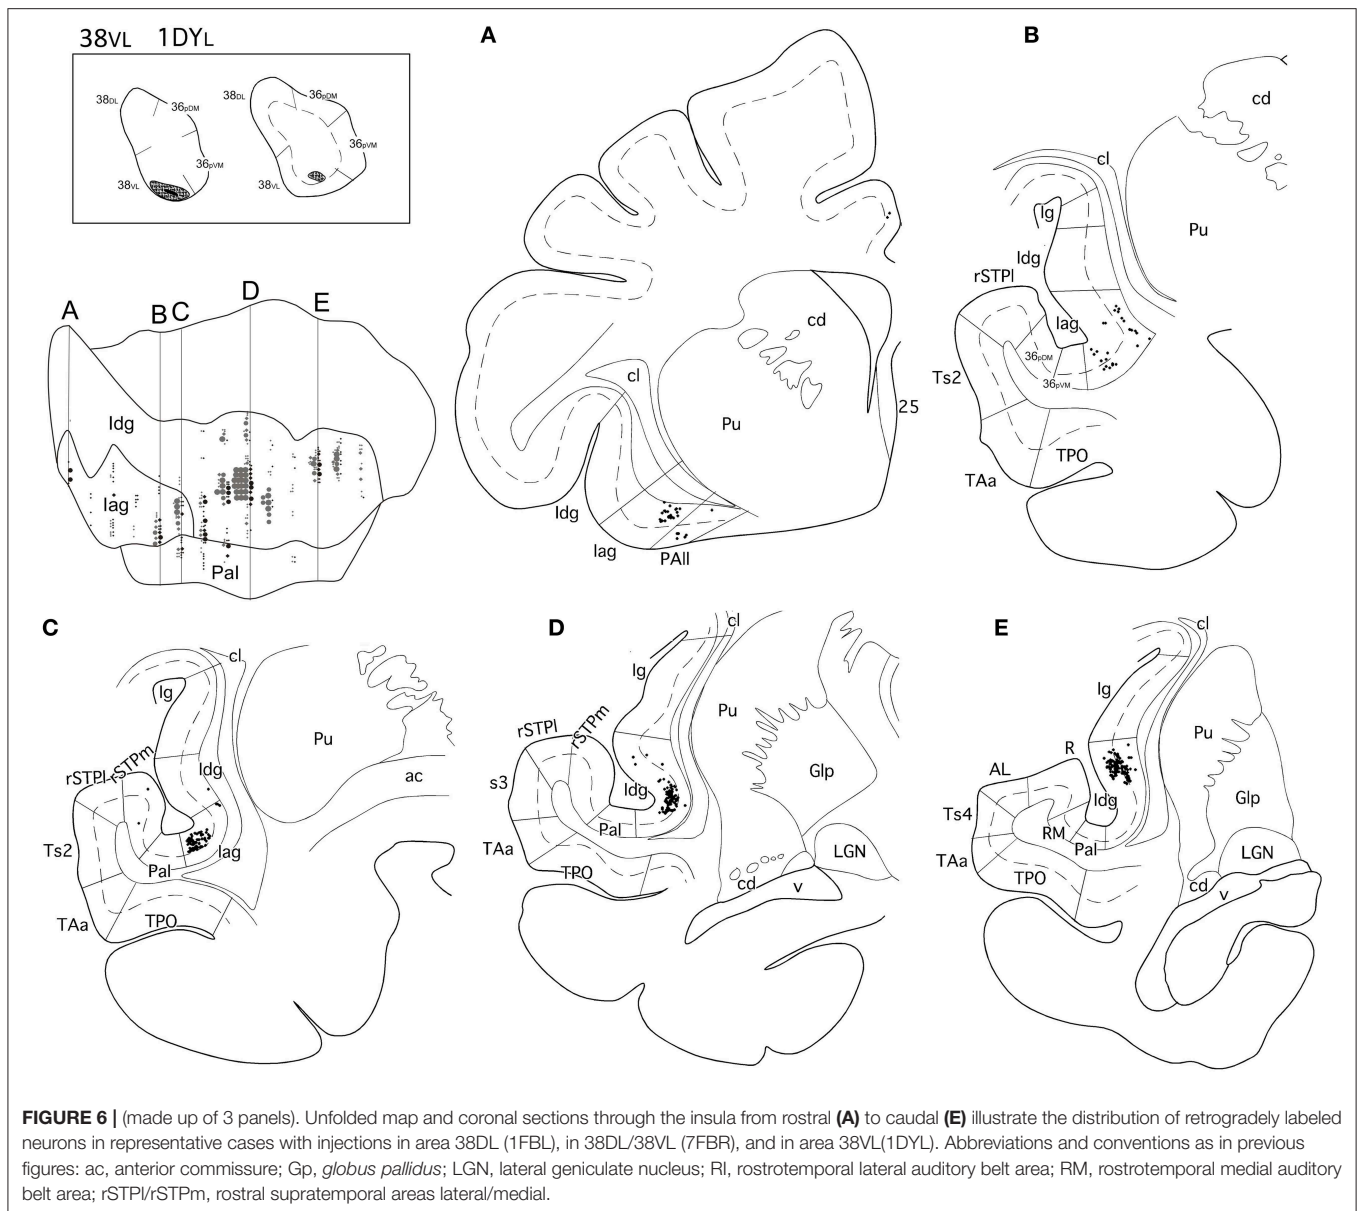 38VL 1DYL
A
B
38DL 36pDM
38DL 36pDM
36pVM
36pVM
38VL
38VL
cd
cl
Ig
Pu
Idg
rSTPl
Iag
36pDM
36pVM
Ts2
TPO
TAa
A B C D E
Idg
Iag
PaI
cd
cl
Pu
25
Idg
Iag
PAll
C
D
E
cl
Ig
Pu
rSTPl rSTPm
Idg
ac
Ts2
Iag
PaI
TAa
TPO
cl
Ig
rSTPl
rSTPm
Pu
s3
Idg
Glp
PaI
TAa
LGN
TPO
cd
v
cl
Ig
R
Pu
AL
Idg
Ts4
Glp
RM
PaI
TAa
LGN
TPO
cd
v
FIGURE 6 | (made up of 3 panels). Unfolded map and coronal sections through the insula from rostral (A) to caudal (E) illustrate the distribution of retrogradely labeled
neurons in representative cases with injections in area 38DL (1FBL), in 38DL/38VL (7FBR), and in area 38VL(1DYL). Abbreviations and conventions as in previous
figures: ac, anterior commissure; Gp, globus pallidus; LGN, lateral geniculate nucleus; RI, rostrotemporal lateral auditory belt area; RM, rostrotemporal medial auditory
belt area; rSTPl/rSTPm, rostral supratemporal areas lateral/medial.